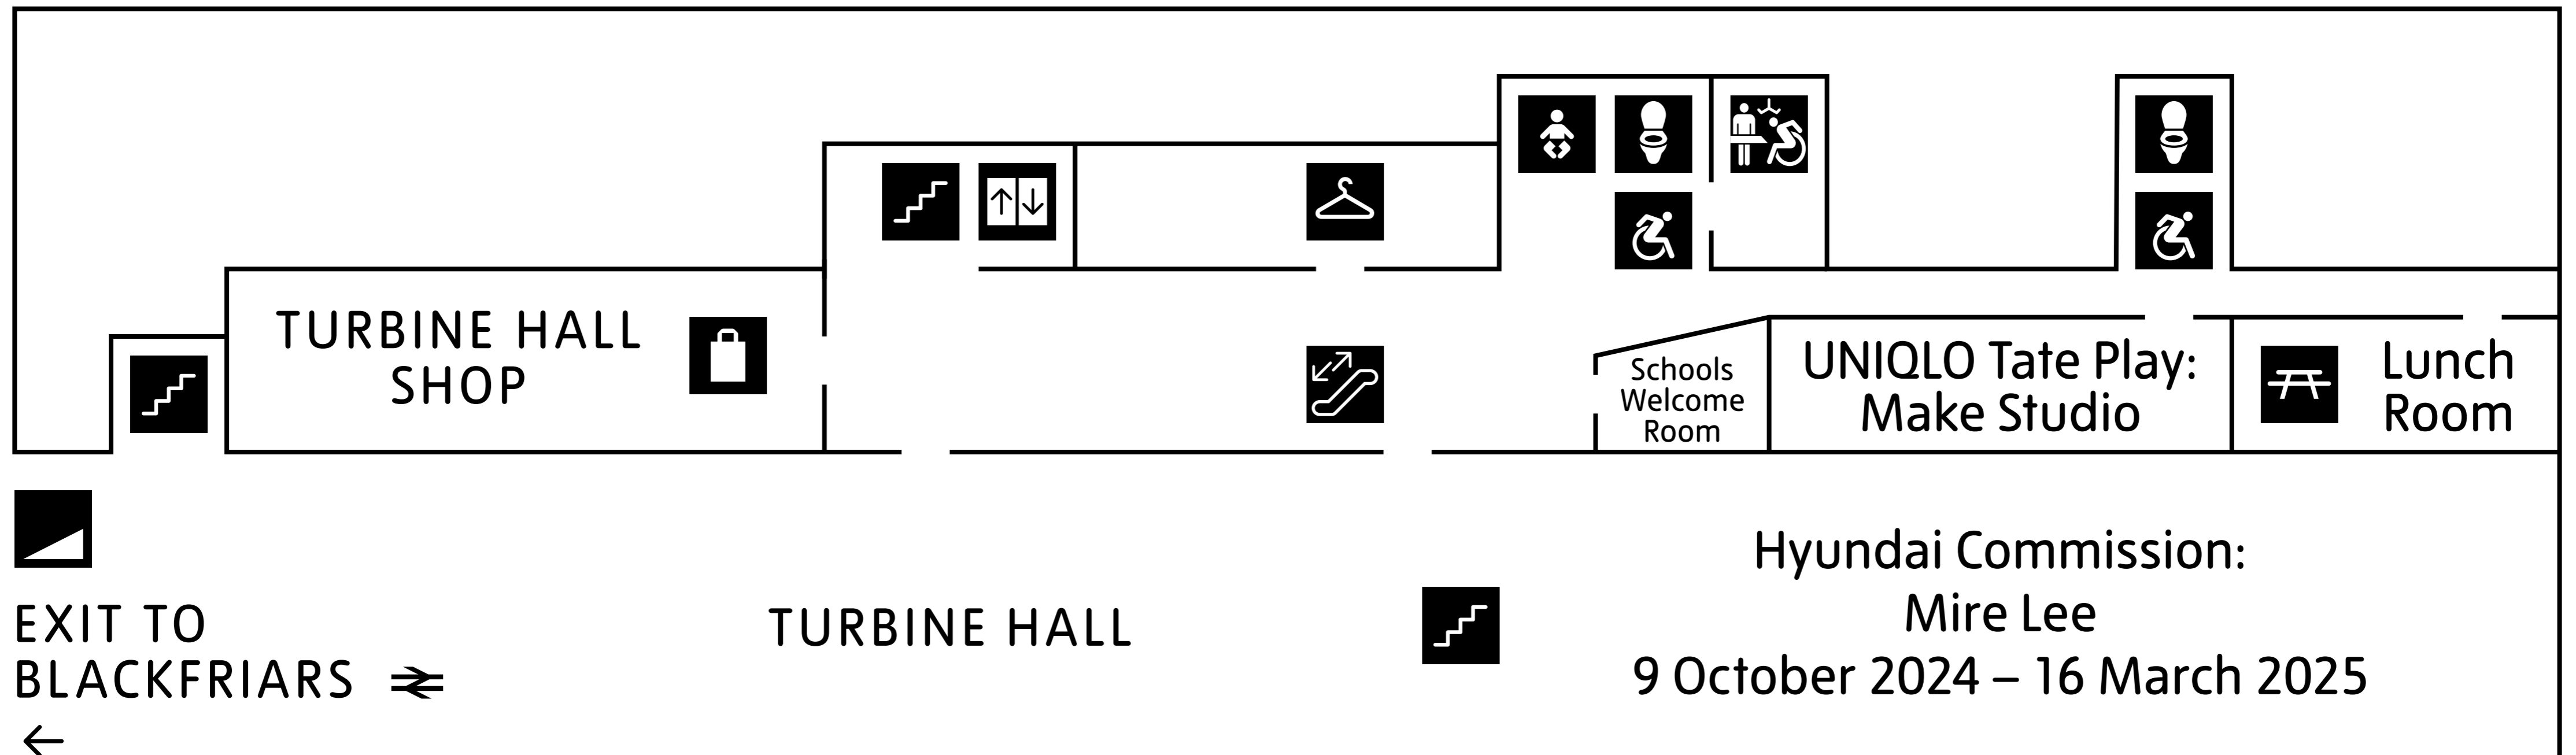 TURBINE HALL
SHOP
Schools
Welcome
Room
UNIQLO Tate Play:
Make Studio
Lunch
Room
EXIT TO
BLACKFRIARS
TURBINE HALL
Hyundai Commission:
Mire Lee
9 October 2024 – 16 March 2025